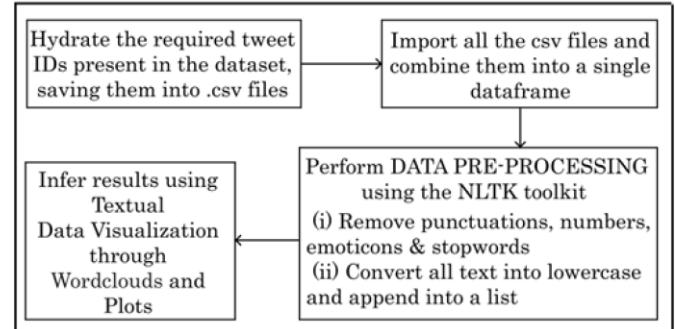 Hydrate the required tweet
IDs present in the dataset,
saving them into .csv files
Import all the csv files and
combine them into a single
dataframe
Perform DATA PRE-PROCESSING
using the NLTK toolkit
(i) Remove punctuations, numbers,
emoticons & stopwords
(ii) Convert all text into lowercase
and append into a list
Infer results using
Textual
Data Visualization
through
Wordclouds and
Plots